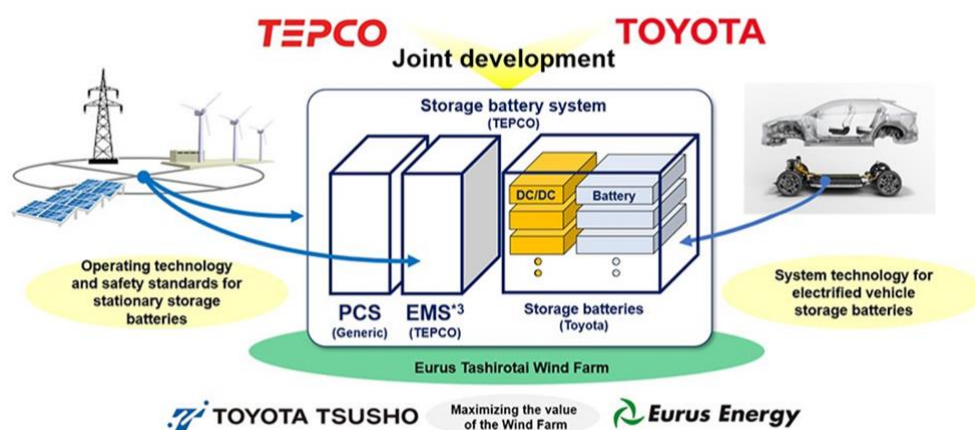 TEPCO
TOYOTA
Joint development
Storage battery system
(TEPCO)
DC/DC
Battery
Operating technology
and safety standards for
stationary storage
batteries
PCS
(Generic)
EMS*3
(TEPCO)
Storage batteries
(Toyota)
System technology for
electrified vehicle
storage batteries
Eurus Tashirotai Wind Farm
TOYOTA TSUSHO
Maximizing the value
of the Wind Farm
Eurus Energy